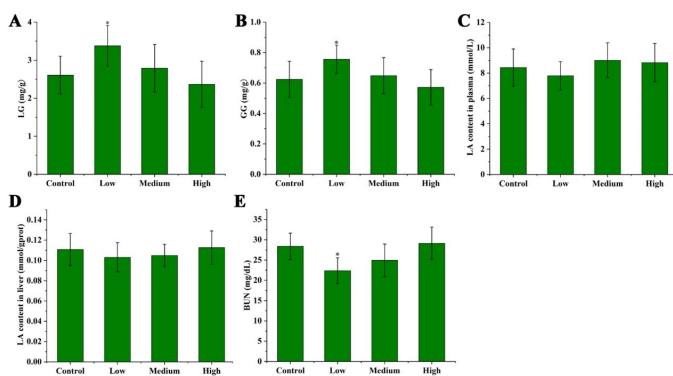 A
LG (mg/g)
4
3
2
1
0
*
Control Low Medium High
B
GG (mg/g)
1.0
0.8
0.6
0.4
0.2
0.0
*
Control Low Medium High
C
LA content in plasma (mmol/L)
14
12
10
8
6
4
2
0
Control Low Medium High
D
LA content in liver (mmol/gprot)
0.14
0.12
0.10
0.08
0.06
0.04
0.02
0.00
Control Low Medium High
E
BUN (mg/dL)
35
30
25
20
15
10
5
0
*
Control Low Medium High